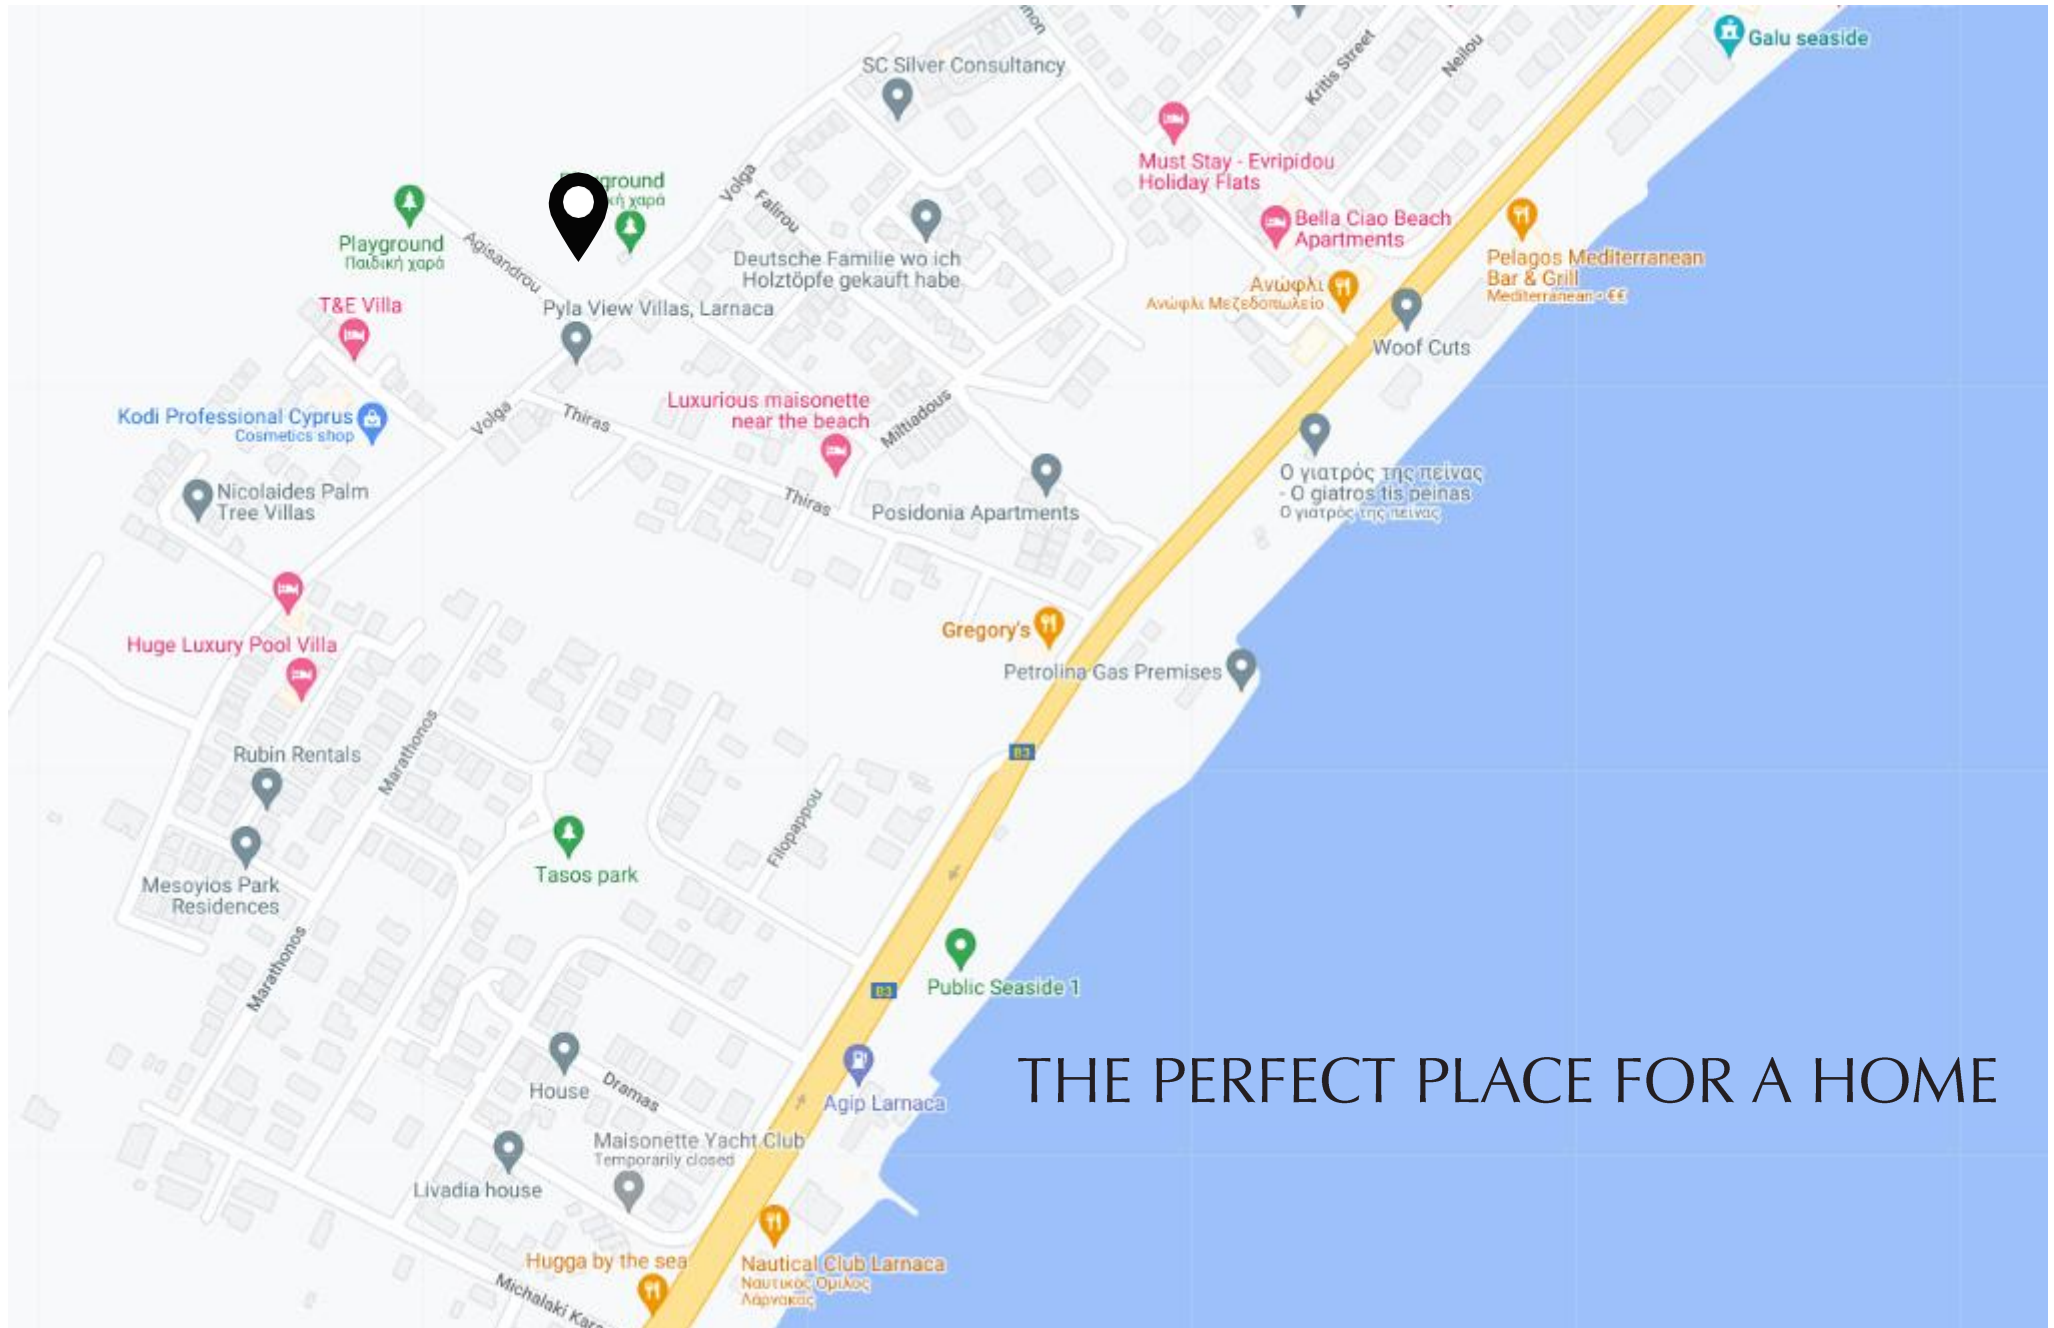 Galu seaside
SC Silver Consultancy
Kritis Street
Neilou
Must Stay - Evripidou
Holiday Flats
Volga
Falirou
Playground
Παιδική χαρά
Agisandrou
Deutsche Familie wo ich
Holztöpfe gekauft habe
Bella Ciao Beach
Apartments
Pelagos Mediterranean
Bar & Grill
Mediterranean - €€
Ανώφλι
Ανώφλι Μεζεδοπωλείο
T&E Villa
Pyla View Villas, Larnaca
Woof Cuts
Kodi Professional Cyprus
Cosmetics shop
Volga
Thiras
Luxurious maisonette
near the beach
Miltiadous
Nicolaides Palm
Tree Villas
Thiras
Posidonia Apartments
Ο γιατρός της πείνας
- O giatros tis peinas
Ο γιατρός της πείνας
Gregory's
Huge Luxury Pool Villa
Petrolina Gas Premises
Marathonos
B3
Rubin Rentals
Filopappou
Tasos park
Mesoyios Park
Residences
Marathonos
B3
Public Seaside 1
House
Dramas
Agip Larnaca
THE PERFECT PLACE FOR A HOME
Maisonette Yacht Club
Temporarily closed
Livadia house
Hugga by the sea
Nautical Club Larnaca
Ναυτικός Όμιλος
Λάρνακας
Michalaki Kara